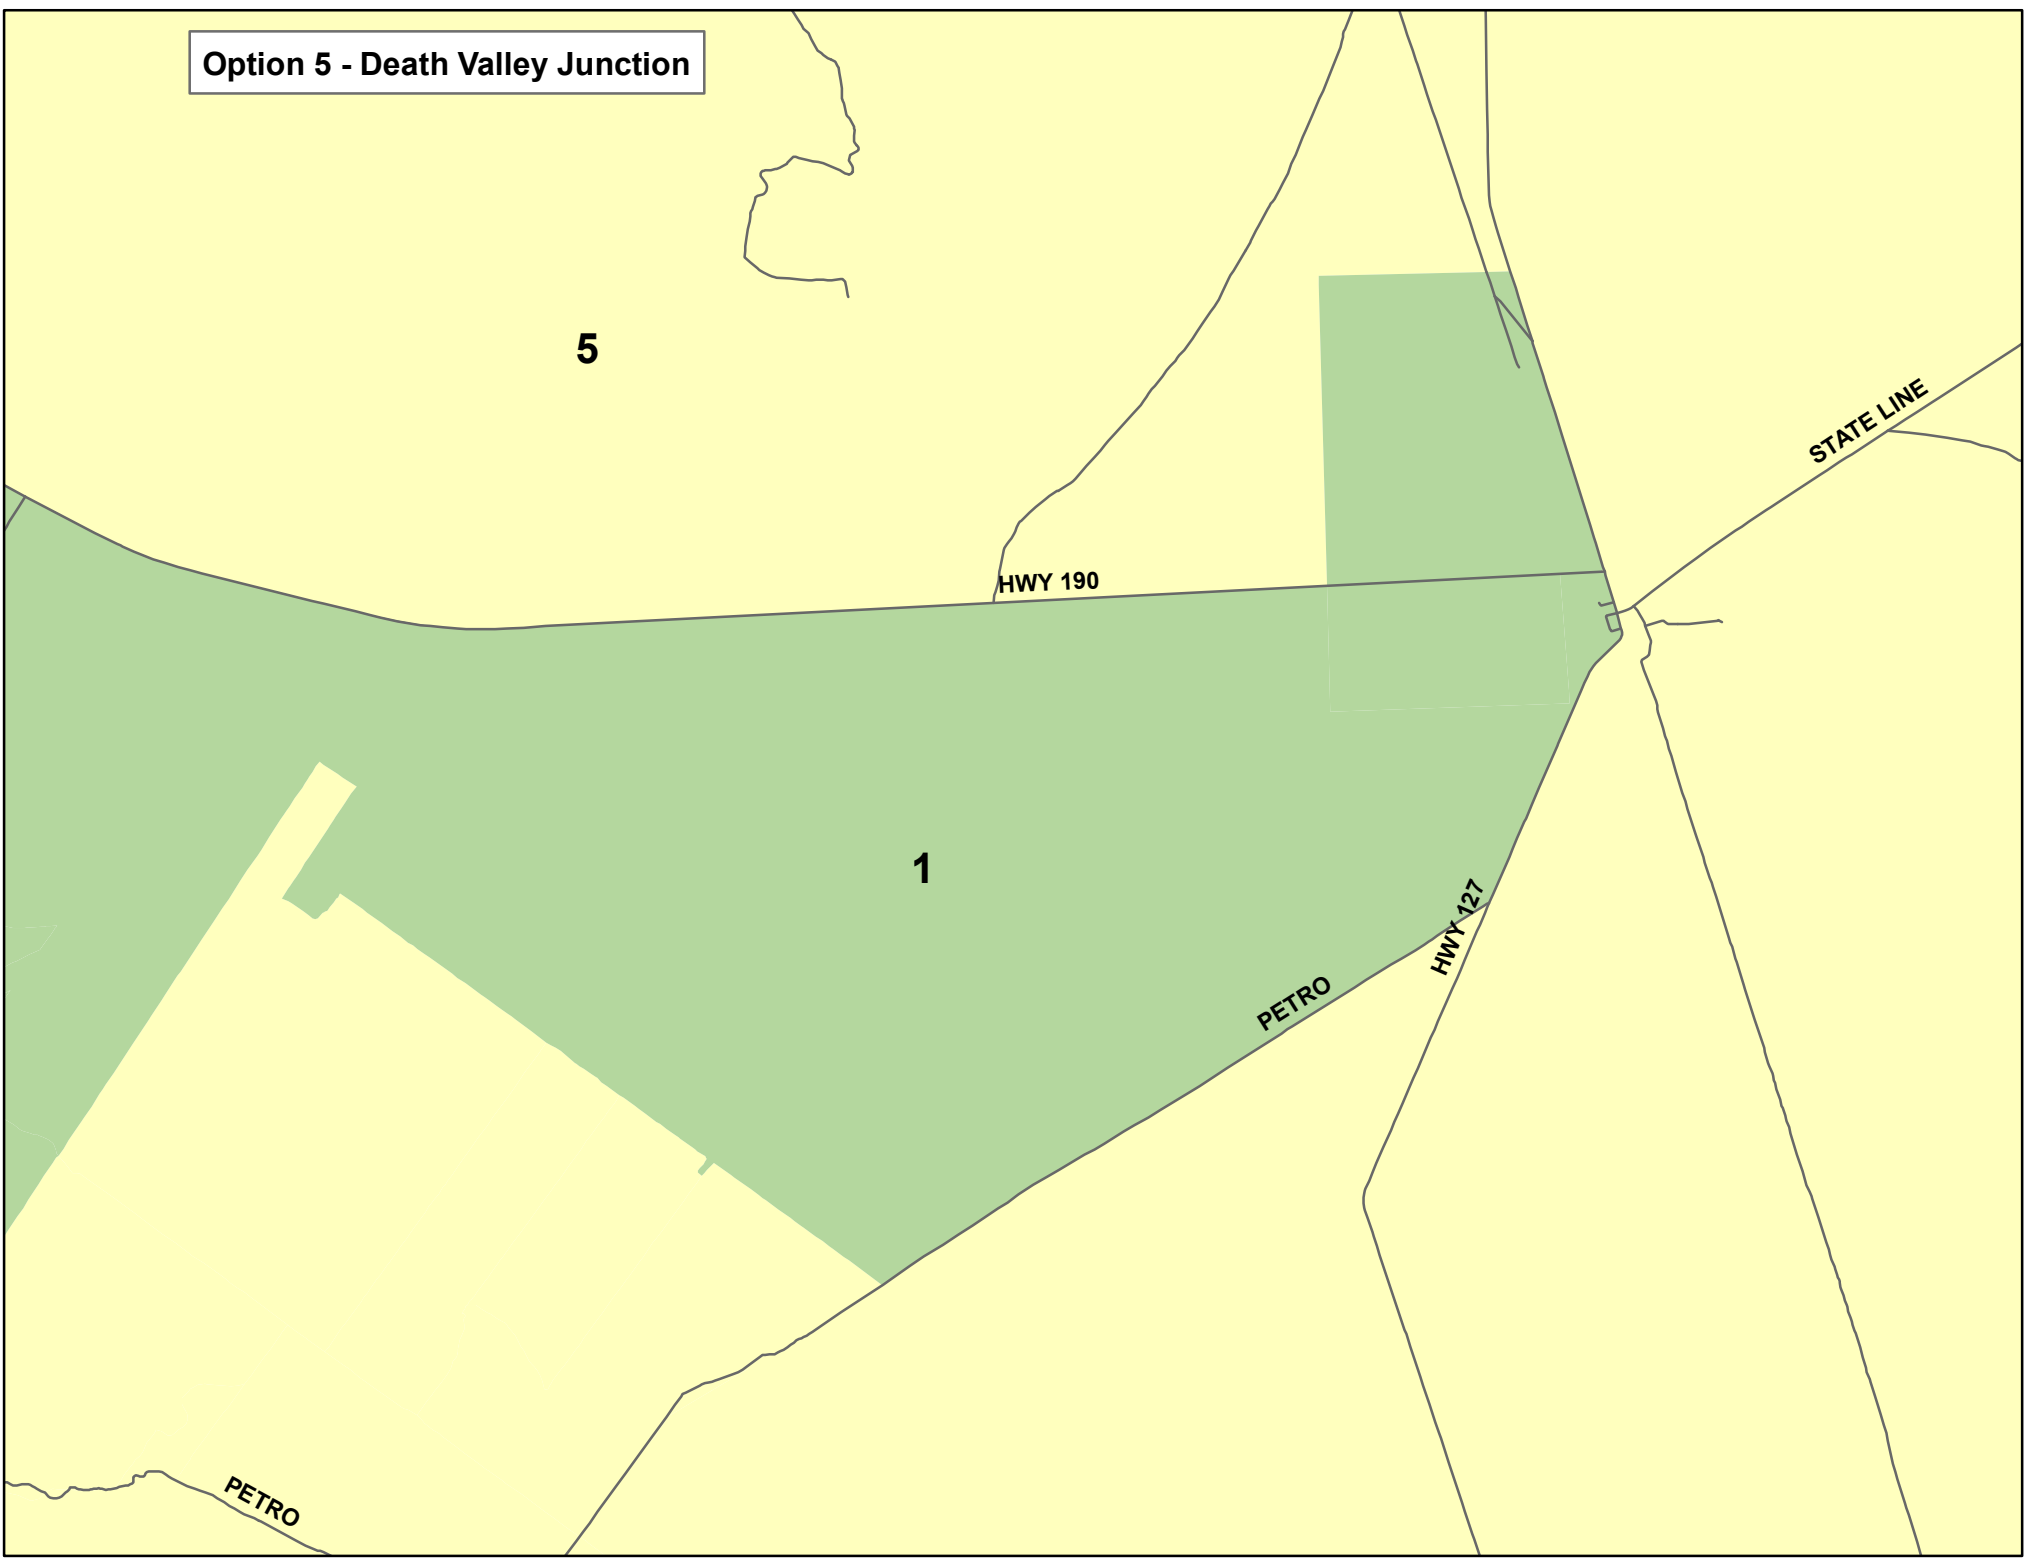 Option 5 - Death Valley Junction
5
STATE LINE
HWY 190
1
HWY 127
PETRO
PETRO